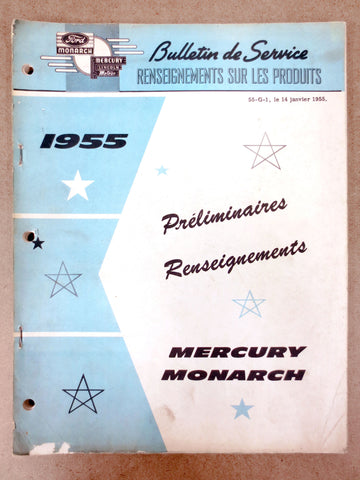 Ford
MONARCH
MERCURY
LINCOLN
Meteor
Bulletin de Service
RENSEIGNEMENTS SUR LES PRODUITS
55-G-1, le 14 janvier 1955.
1955
Préliminaires
Renseignements
MERCURY
MONARCH